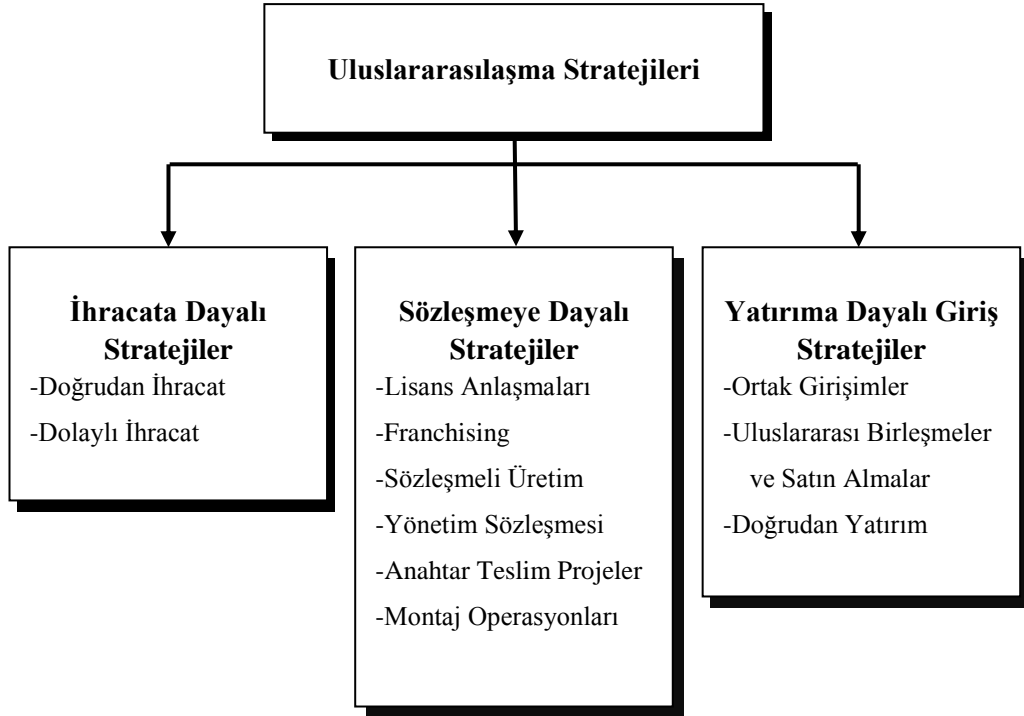 Uluslararasılaşma Stratejileri
İhracata Dayalı
Stratejiler
-Doğrudan İhracat
-Dolaylı İhracat
Sözleşmeye Dayalı
Stratejiler
-Lisans Anlaşmaları
-Franchising
-Sözleşmeli Üretim
-Yönetim Sözleşmesi
-Anahtar Teslim Projeler
-Montaj Operasyonları
Yatırıma Dayalı Giriş
Stratejiler
-Ortak Girişimler
-Uluslararası Birleşmeler
ve Satın Almalar
-Doğrudan Yatırım